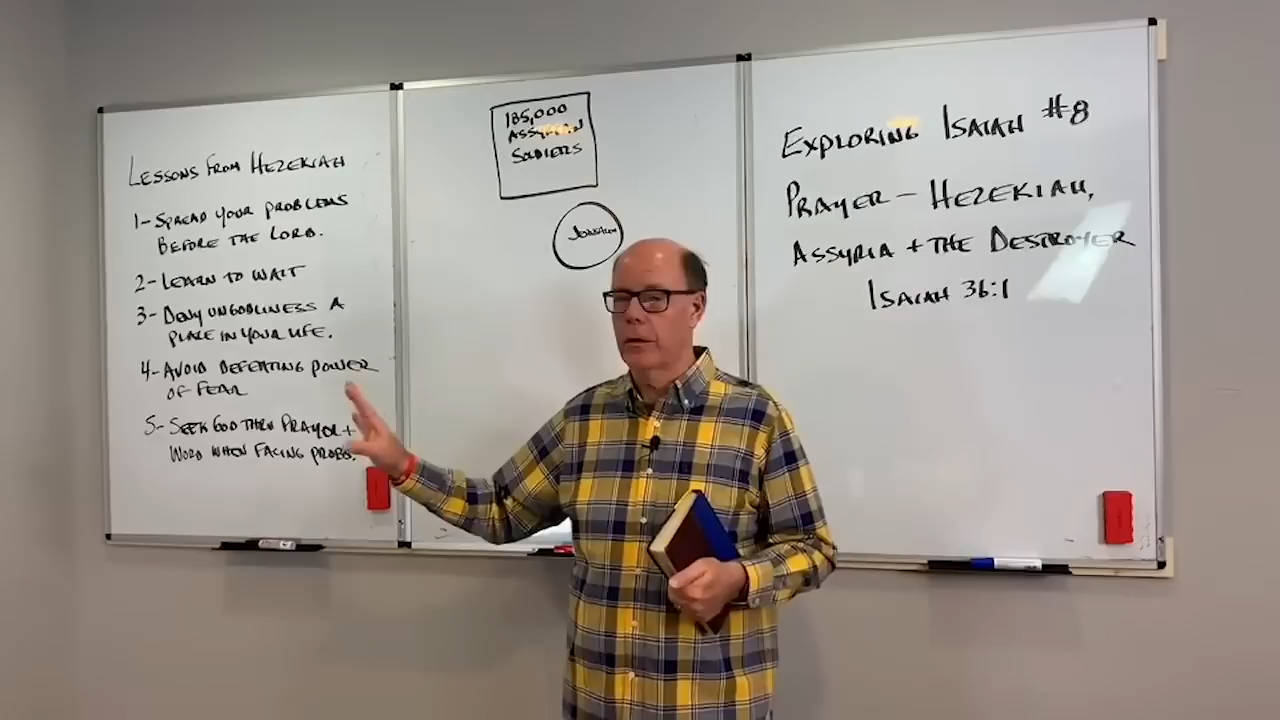 Lessons From Hezekiah
1- Spread your problems
before the Lord.
2- Learn to wait
3- Deny ungodliness a
place in your life.
4- Avoid defeating power
of fear
5- Seek God thru Prayer +
Word when facing probs
185,000
Assyrian
Soldiers
Jerusalem
Exploring Isaiah #8
Prayer - Hezekiah,
Assyria + the Destroyer
Isaiah 36:1